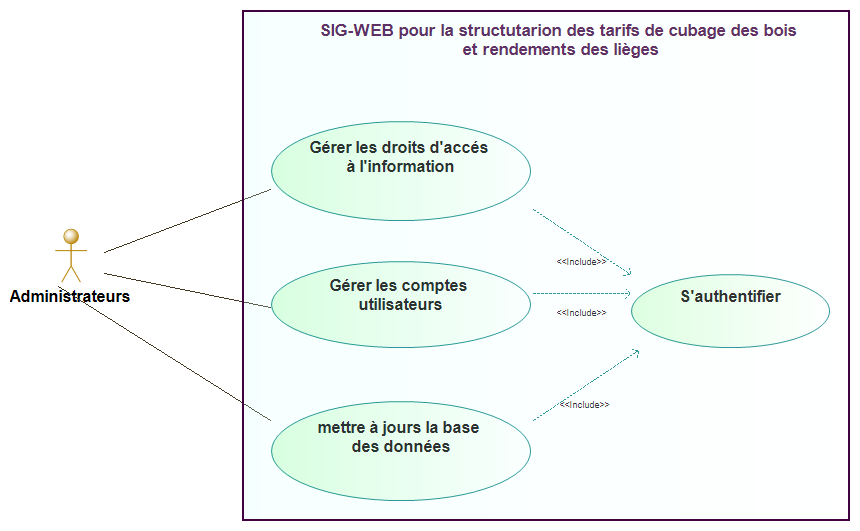 SIG-WEB pour la structutarion des tarifs de cubage des bois
et rendements des lièges
Gérer les droits d'accés
à l'information
<<Include>>
Gérer les comptes
utilisateurs
<<Include>>
S'authentifier
Administrateurs
<<Include>>
mettre à jours la base
des données